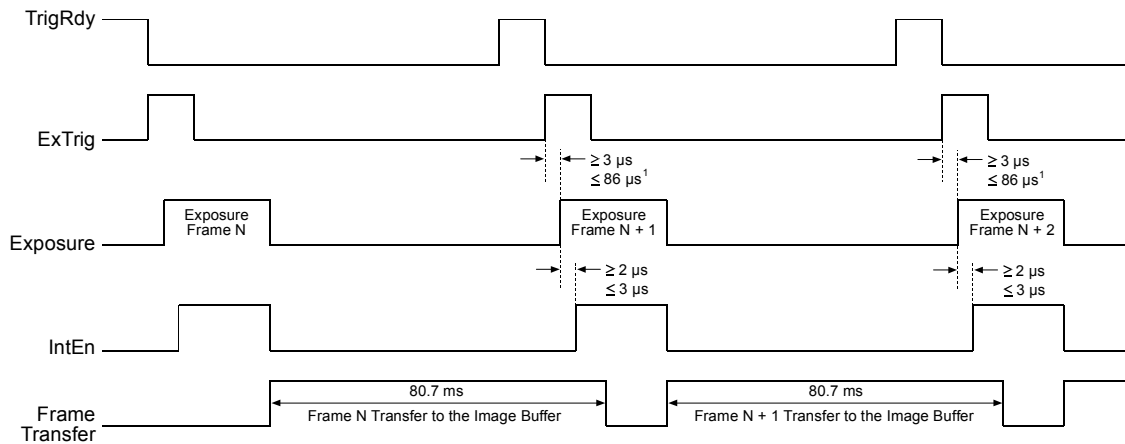 TrigRdy
ExTrig
≥ 3 µs
≤ 86 µs¹
≥ 3 µs
≤ 86 µs¹
Exposure
Exposure
Frame N
Exposure
Frame N + 1
Exposure
Frame N + 2
≥ 2 µs
≤ 3 µs
≥ 2 µs
≤ 3 µs
IntEn
Frame
Transfer
80.7 ms
Frame N Transfer to the Image Buffer
80.7 ms
Frame N + 1 Transfer to the Image Buffer